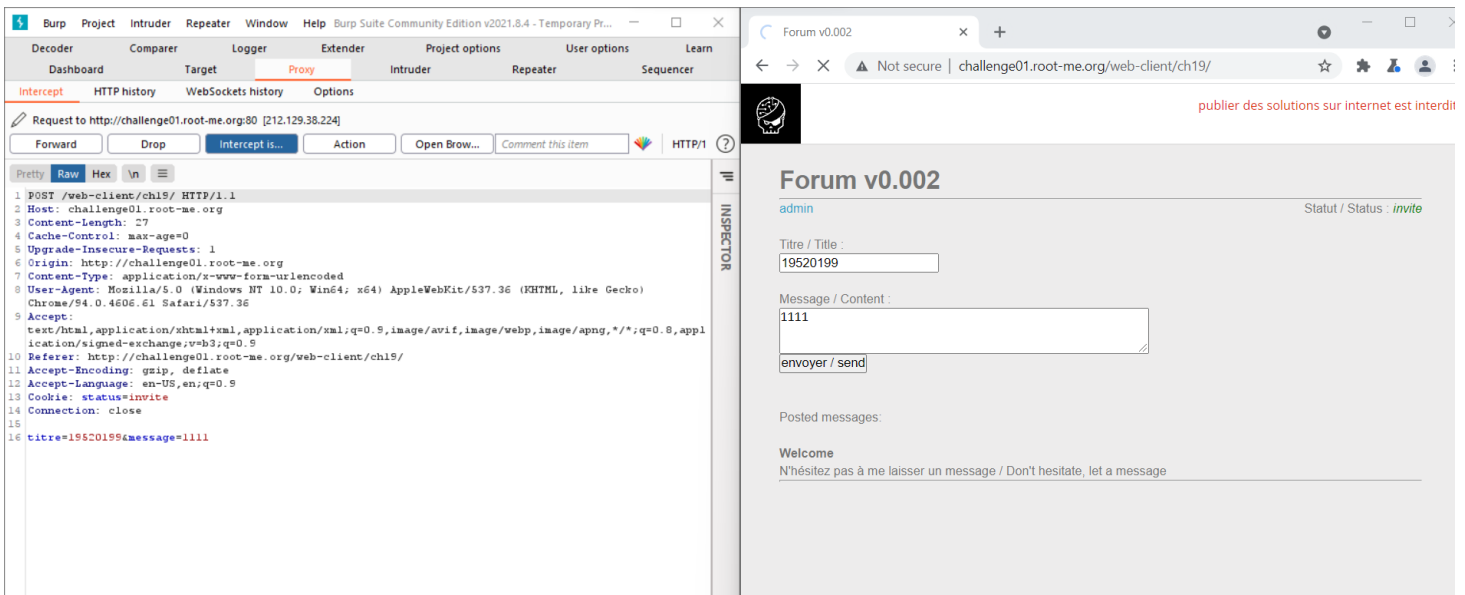 Burp Project Intruder Repeater Window Help Burp Suite Community Edition v2021.8.4 - Temporary Pr...
Decoder Comparer Logger Extender Project options User options Learn
Dashboard Target Proxy Intruder Repeater Sequencer
Intercept HTTP history WebSockets history Options
Request to http://challenge01.root-me.org:80 [212.129.38.224]
Forward Drop Intercept is... Action Open Brow... Comment this item HTTP/1 ?
Pretty Raw Hex \n
1 POST /web-client/ch19/ HTTP/1.1
2 Host: challenge01.root-me.org
3 Content-Length: 27
4 Cache-Control: max-age=0
5 Upgrade-Insecure-Requests: 1
6 Origin: http://challenge01.root-me.org
7 Content-Type: application/x-www-form-urlencoded
8 User-Agent: Mozilla/5.0 (Windows NT 10.0; Win64; x64) AppleWebKit/537.36 (KHTML, like Gecko)
Chrome/94.0.4606.61 Safari/537.36
9 Accept:
text/html,application/xhtml+xml,application/xml;q=0.9,image/avif,image/webp,image/apng,*/*;q=0.8,appl
ication/signed-exchange;v=b3;q=0.9
10 Referer: http://challenge01.root-me.org/web-client/ch19/
11 Accept-Encoding: gzip, deflate
12 Accept-Language: en-US,en;q=0.9
13 Cookie: status=invite
14 Connection: close
15
16 titre=19520199&message=1111
INSPECTOR
Forum v0.002
Not secure | challenge01.root-me.org/web-client/ch19/
publier des solutions sur internet est interdit
Forum v0.002
admin Statut / Status : invite
Titre / Title :
19520199
Message / Content :
1111
envoyer / send
Posted messages:
Welcome
N'hésitez pas à me laisser un message / Don't hesitate, let a message